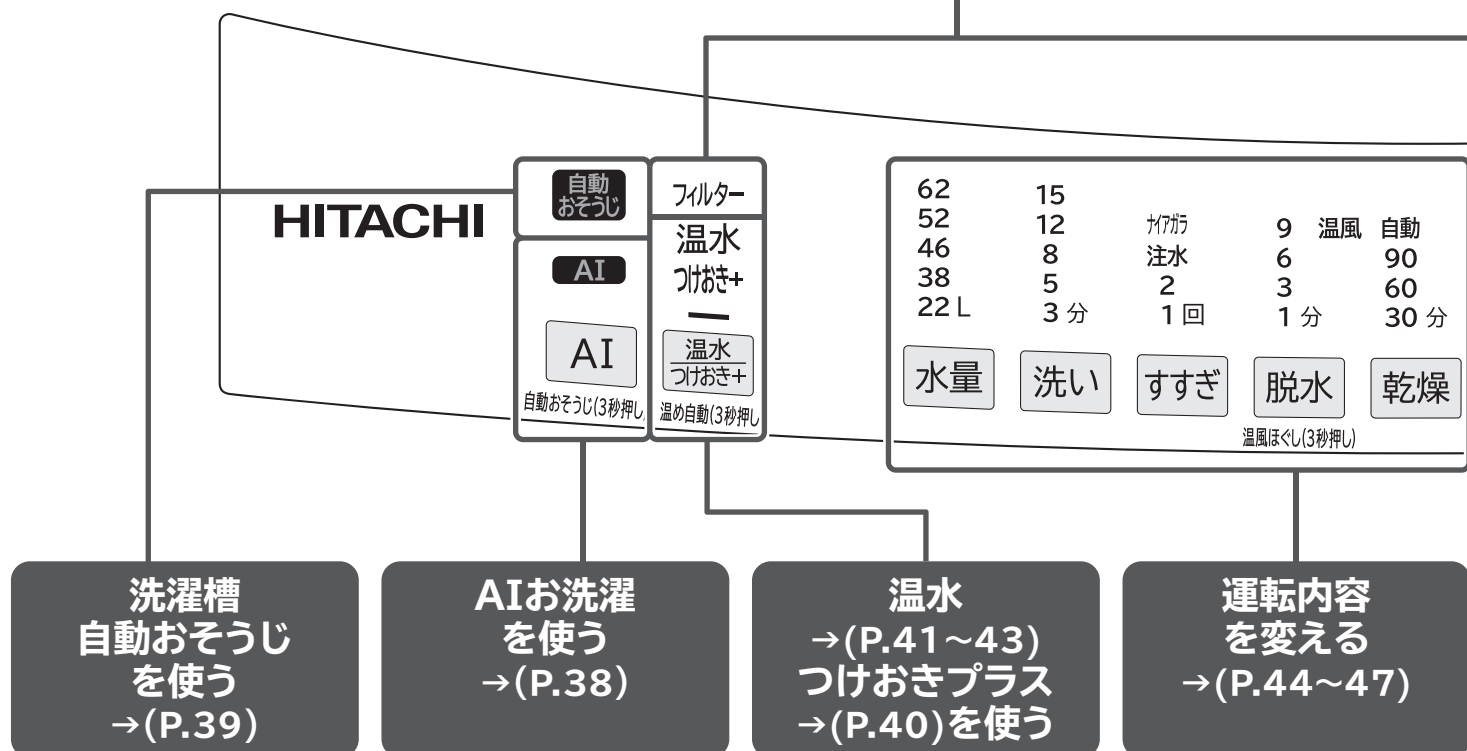 HITACHI
自動
おそうじ
AI
AI
自動おそうじ(3秒押し)
フィルター
温水
つけおき+
温水
つけおき+
温め自動(3秒押し
62
52
46
38
22 L
水量
15
12
8
5
3 分
洗い
ナイアガラ
注水
2
1 回
すすぎ
9 温風
6
3
1 分
脱水
温風ほぐし(3秒押し)
自動
90
60
30 分
乾燥
洗濯槽
自動おそうじ
を使う
→(P.39)
AIお洗濯
を使う
→(P.38)
温水
→(P.41~43)
つけおきプラス
→(P.40)を使う
運転内容
を変える
→(P.44~47)